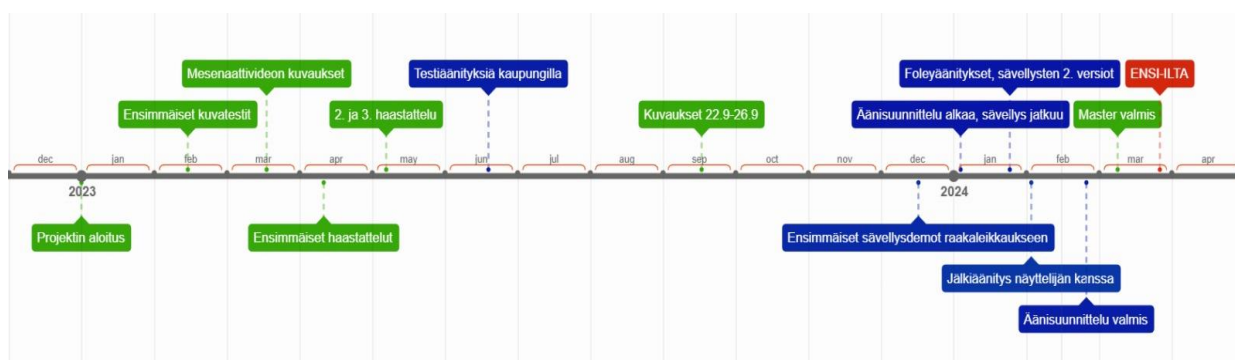 Mesenaattivideon kuvaukset
Testiäänityksiä kaupungilla
Foleyäänitykset, sävellysten 2. versiot
ENSI-ILTA
Ensimmäiset kuvatestit
2. ja 3. haastattelu
Kuvaukset 22.9-26.9
Äänisuunnittelu alkaa, sävellys jatkuu
Master valmis
dec jan feb mar apr may jun jul aug sep oct nov dec jan feb mar apr
2023 2024
Projektin aloitus
Ensimmäiset haastattelut
Ensimmäiset sävellysdemot raakaleikkaukseen
Jälkiäänitys näyttelijän kanssa
Äänisuunnittelu valmis